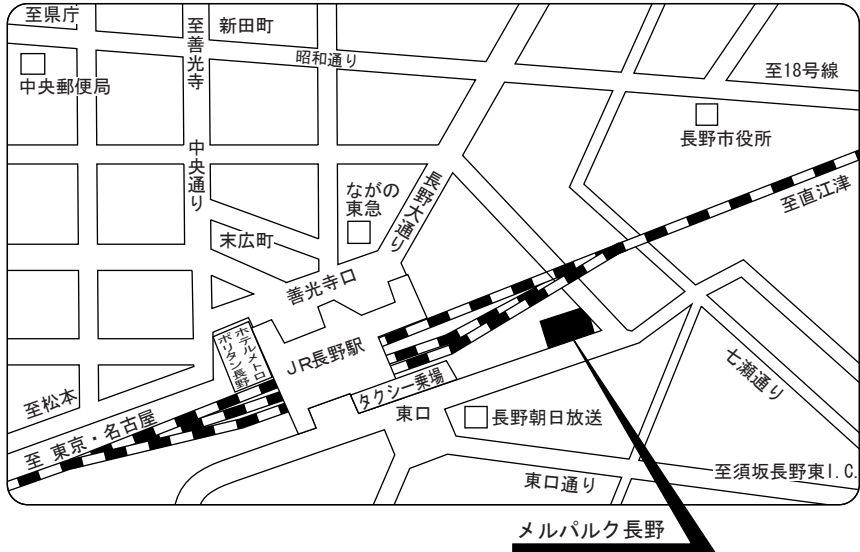 至県庁
至善光寺
新田町
昭和通り
至18号線
中央郵便局
長野市役所
中央通り
ながの
東急
長野大通り
至直江津
末広町
善光寺口
ホテルメトロ
ポリタン長野
JR長野駅
七瀬通り
タクシー乗場
至松本
東口
長野朝日放送
至 東京・名古屋
東口通り
至須坂長野東I.C.
メルパルク長野